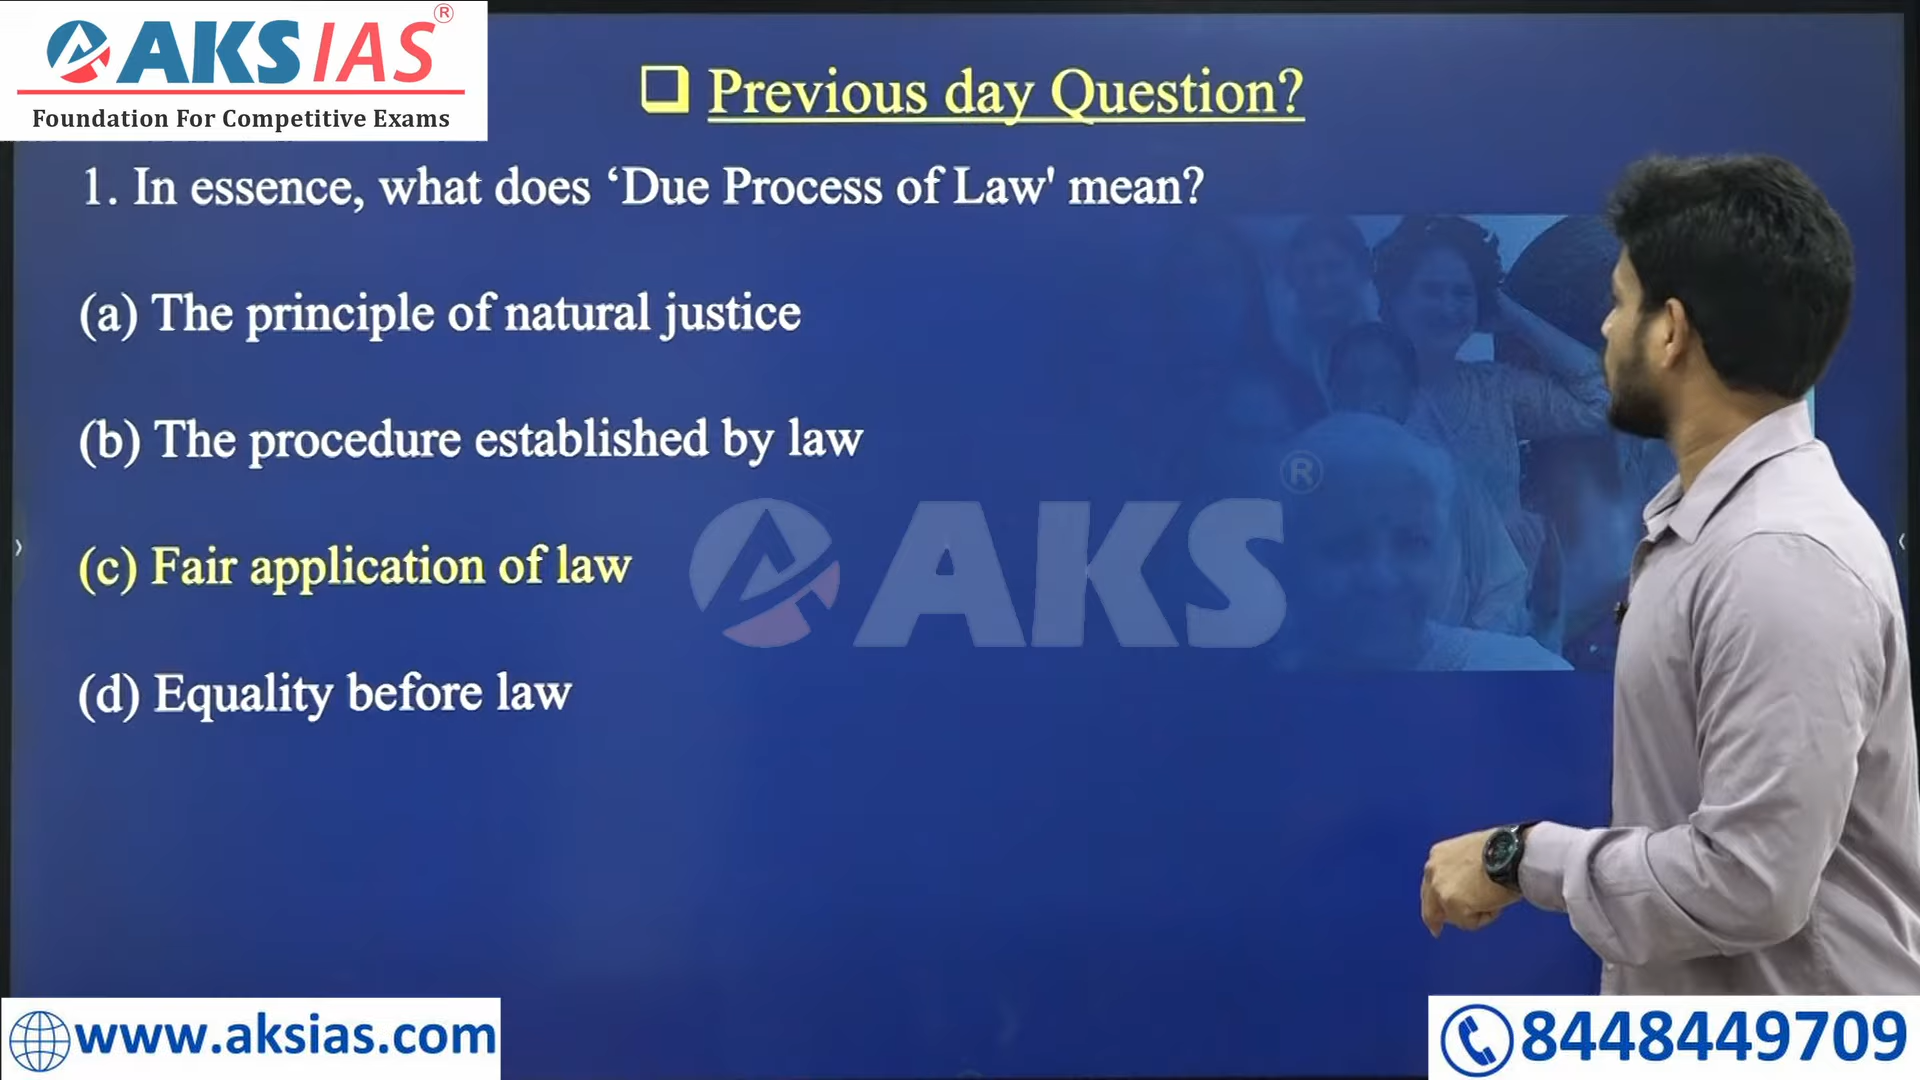 AKS IAS ®
Foundation For Competitive Exams
❑ Previous day Question?
1. In essence, what does ‘Due Process of Law' mean?
(a) The principle of natural justice
(b) The procedure established by law
(c) Fair application of law
(d) Equality before law
AKS ®
www.aksias.com
8448449709